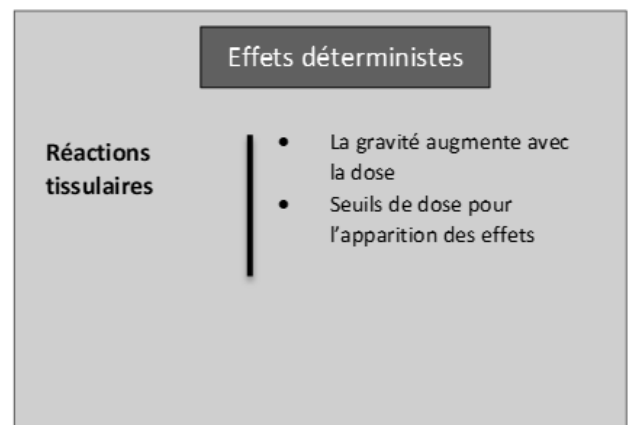 Effets déterministes
Réactions
tissulaires
• La gravité augmente avec
la dose
• Seuils de dose pour
l'apparition des effets